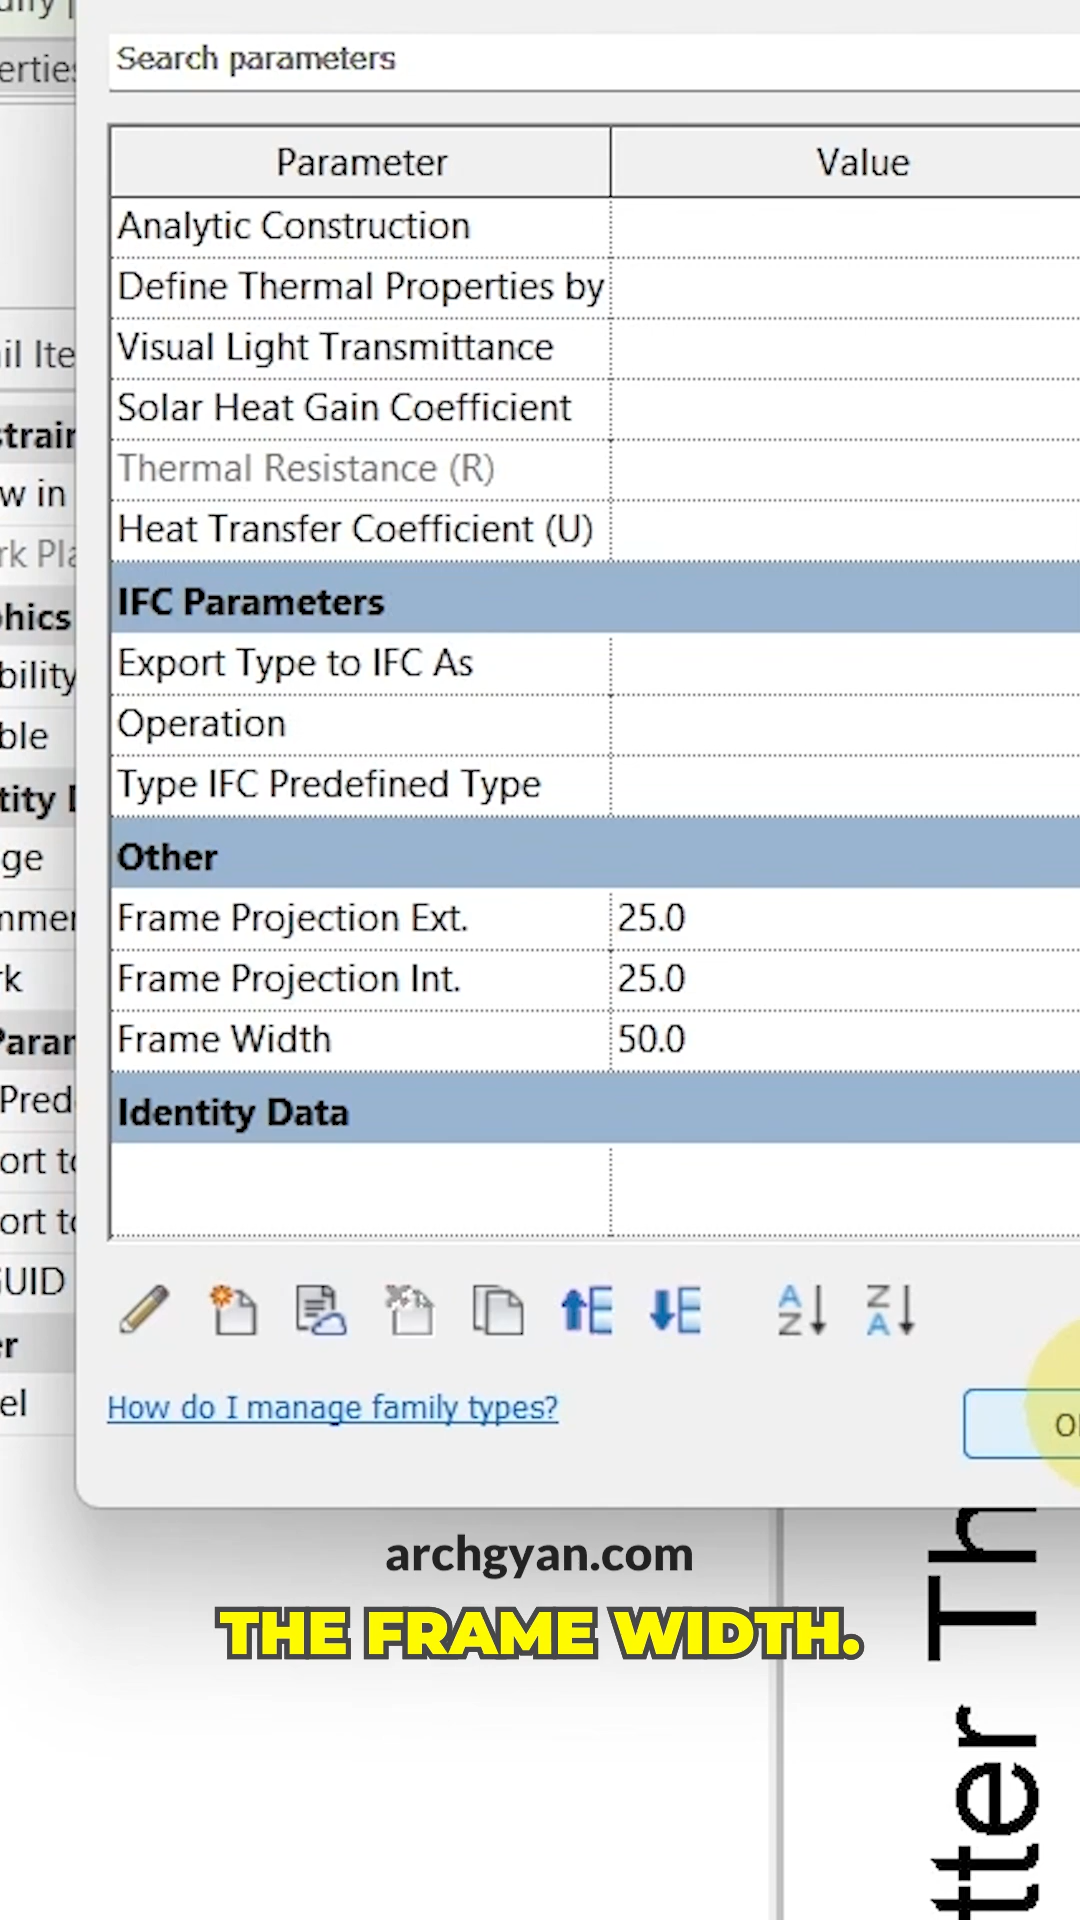 Search parameters
Parameter Value
Analytic Construction
Define Thermal Properties by
Visual Light Transmittance
Solar Heat Gain Coefficient
Thermal Resistance (R)
Heat Transfer Coefficient (U)
IFC Parameters
Export Type to IFC As
Operation
Type IFC Predefined Type
Other
Frame Projection Ext. 25.0
Frame Projection Int. 25.0
Frame Width 50.0
Identity Data
How do I manage family types?
archgyan.com
THE FRAME WIDTH.